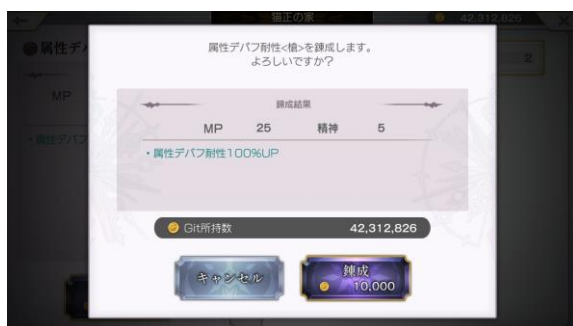 猫正の家
42,312,826
属性デバ
2
属性デバフ耐性<槍>を錬成します。
よろしいですか?
錬成結果
MP
MP 25 精神 5
・属性デバフ
・属性デバフ耐性100%UP
Git所持数 42,312,826
キャンセル
錬成
10,000